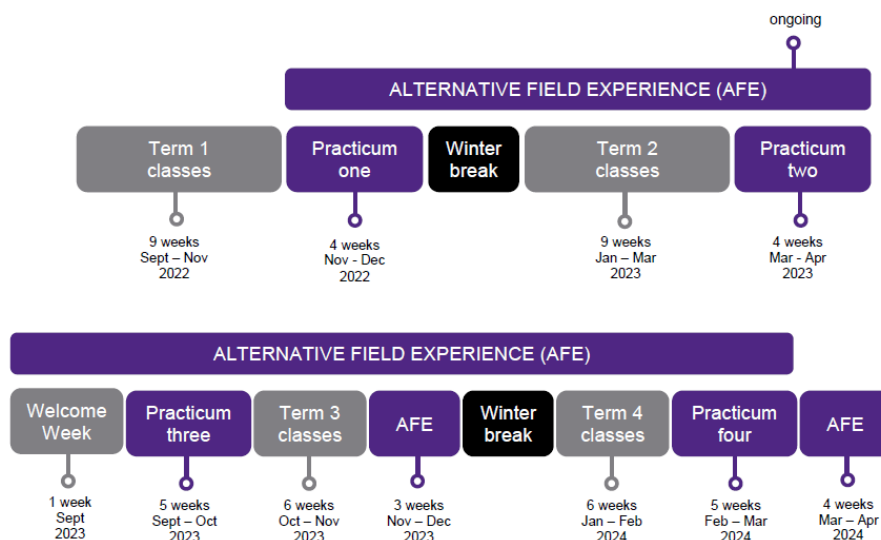 ongoing
ALTERNATIVE FIELD EXPERIENCE (AFE)
Term 1
classes
Practicum
one
Winter
break
Term 2
classes
Practicum
two
9 weeks
Sept – Nov
2022
4 weeks
Nov - Dec
2022
9 weeks
Jan – Mar
2023
4 weeks
Mar - Apr
2023
ALTERNATIVE FIELD EXPERIENCE (AFE)
Welcome
Week
Practicum
three
Term 3
classes
AFE
Winter
break
Term 4
classes
Practicum
four
AFE
1 week
Sept
2023
5 weeks
Sept – Oct
2023
6 weeks
Oct – Nov
2023
3 weeks
Nov – Dec
2023
6 weeks
Jan – Feb
2024
5 weeks
Feb – Mar
2024
4 weeks
Mar – Apr
2024